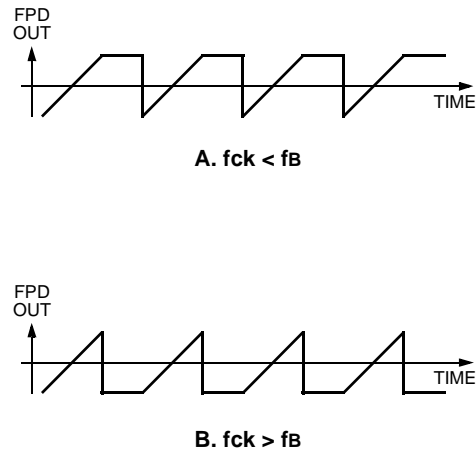 FPD
OUT
TIME
A. fck < fB
FPD
OUT
TIME
B. fck > fB